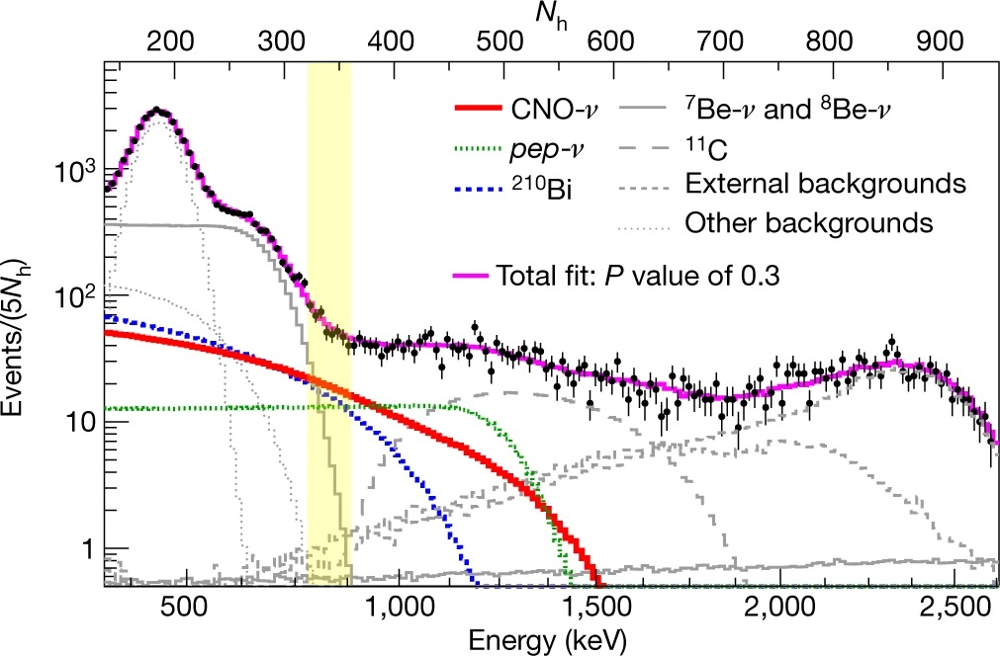 N_h
200 300 400 500 600 700 800 900
CNO-ν
pep-ν
²¹⁰Bi
⁷Be-ν and ⁸Be-ν
¹¹C
External backgrounds
Other backgrounds
Total fit: P value of 0.3
Events/(5N_h)
10³
10²
10
1
500 1,000 1,500 2,000 2,500
Energy (keV)